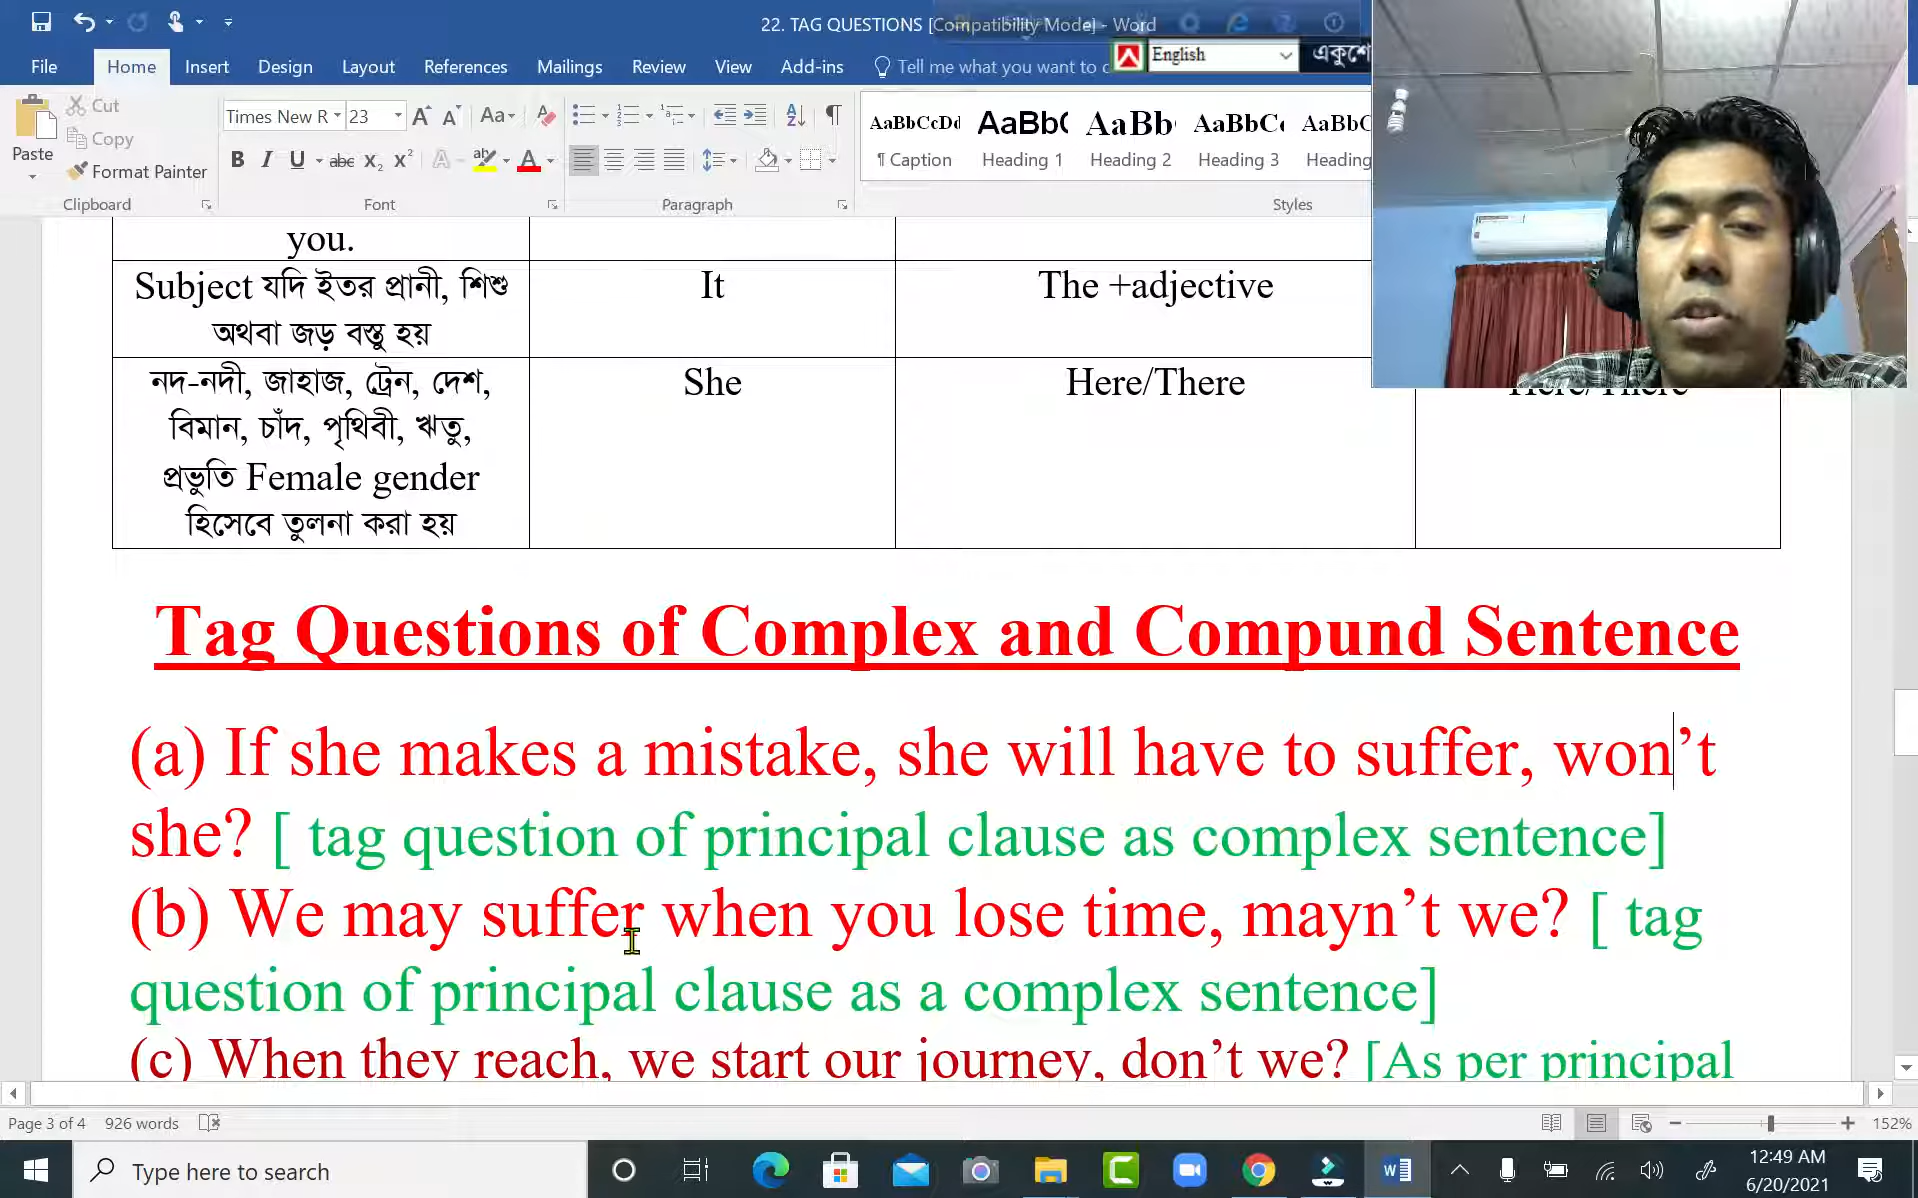 22. TAG QUESTIONS [Compatibility Mode] - Word
English
একুশে
File Home Insert Design Layout References Mailings Review View Add-ins Tell me what you want to
Cut
Copy
Paste
Format Painter
Times New R 23
¶ Caption Heading 1 Heading 2 Heading 3 Heading
Clipboard Font Paragraph Styles
you.
Subject যদি ইতর প্রানী, শিশু It The +adjective
অথবা জড় বস্তু হয়
নদ-নদী, জাহাজ, ট্রেন, দেশ, She Here/There Here/There
বিমান, চাঁদ, পৃথিবী, ঋতু,
প্রভুতি Female gender
হিসেবে তুলনা করা হয়
Tag Questions of Complex and Compund Sentence
(a) If she makes a mistake, she will have to suffer, won’t
she? [ tag question of principal clause as complex sentence]
(b) We may suffer when you lose time, mayn’t we? [ tag
question of principal clause as a complex sentence]
(c) When they reach, we start our journey, don’t we? [As per principal
Page 3 of 4 926 words 152%
Type here to search
12:49 AM
6/20/2021